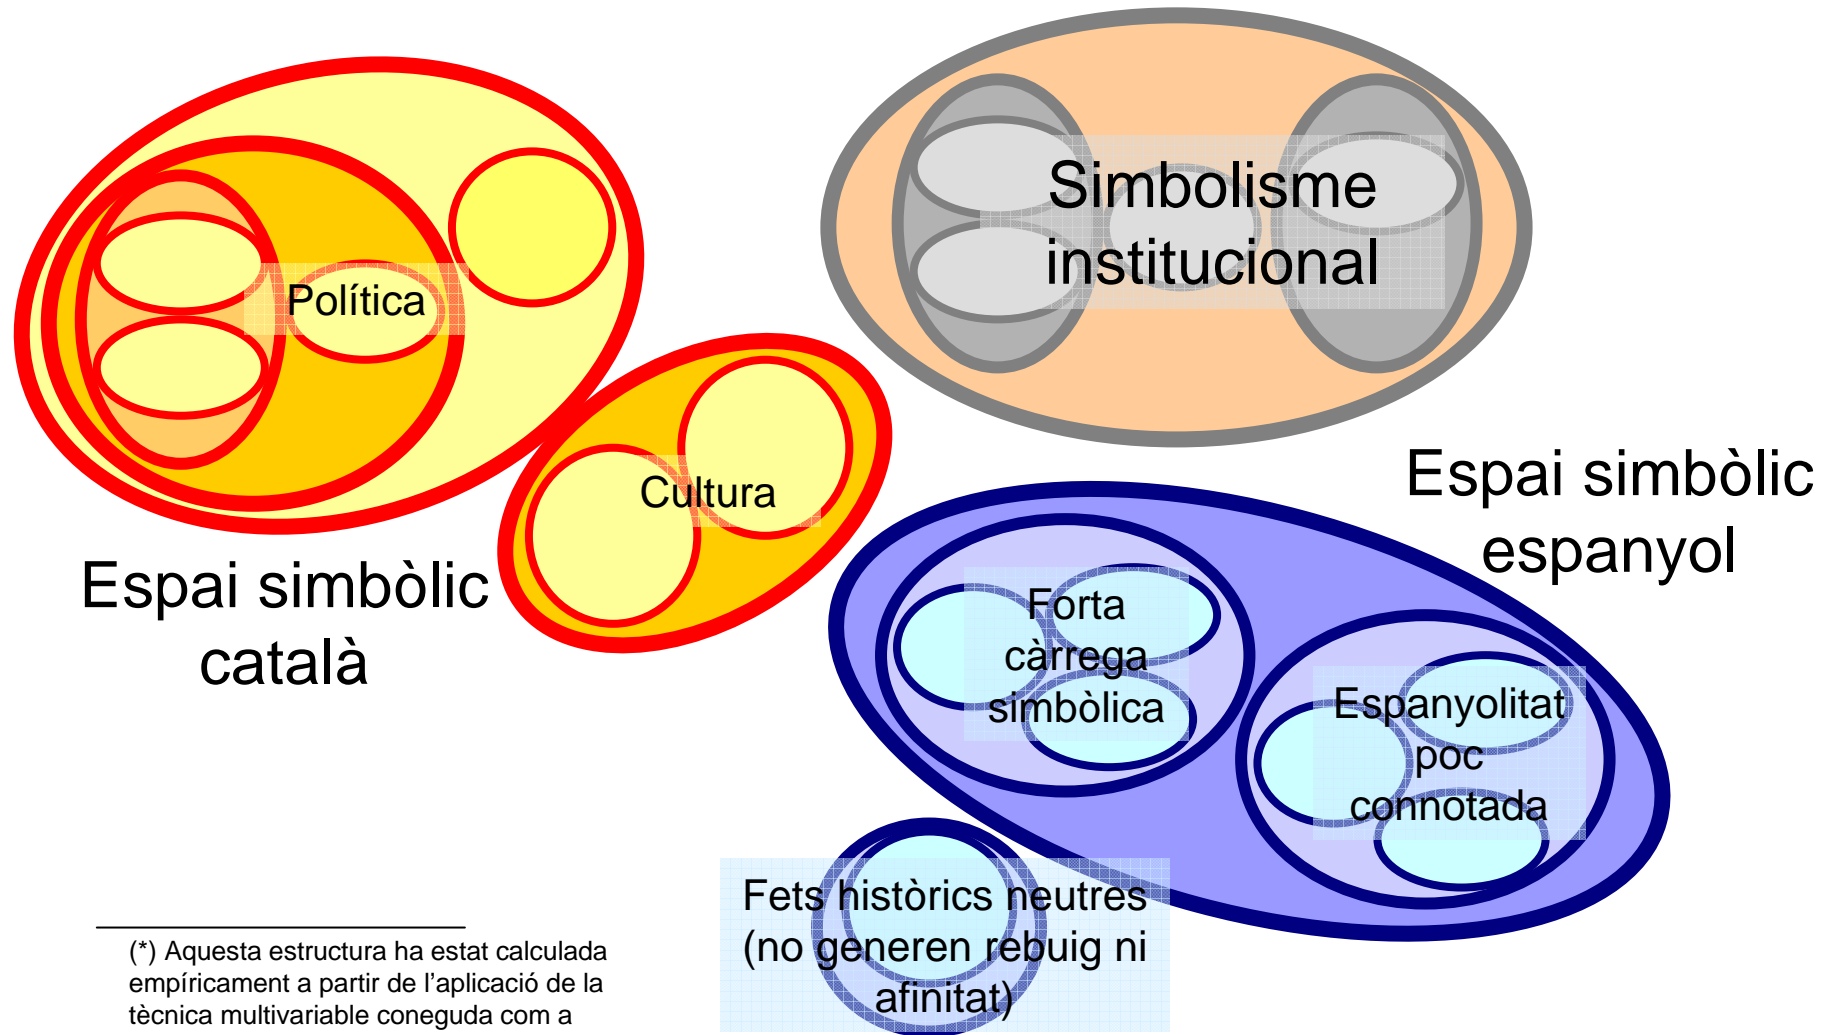 Simbolisme
institucional
Política
Cultura
Espai simbòlic
català
Espai simbòlic
espanyol
Forta
càrrega
simbòlica
Espanyolitat
poc
connotada
Fets històrics neutres
(no generen rebuig ni
afinitat)
(*) Aquesta estructura ha estat calculada
empíricament a partir de l’aplicació de la
tècnica multivariable coneguda com a